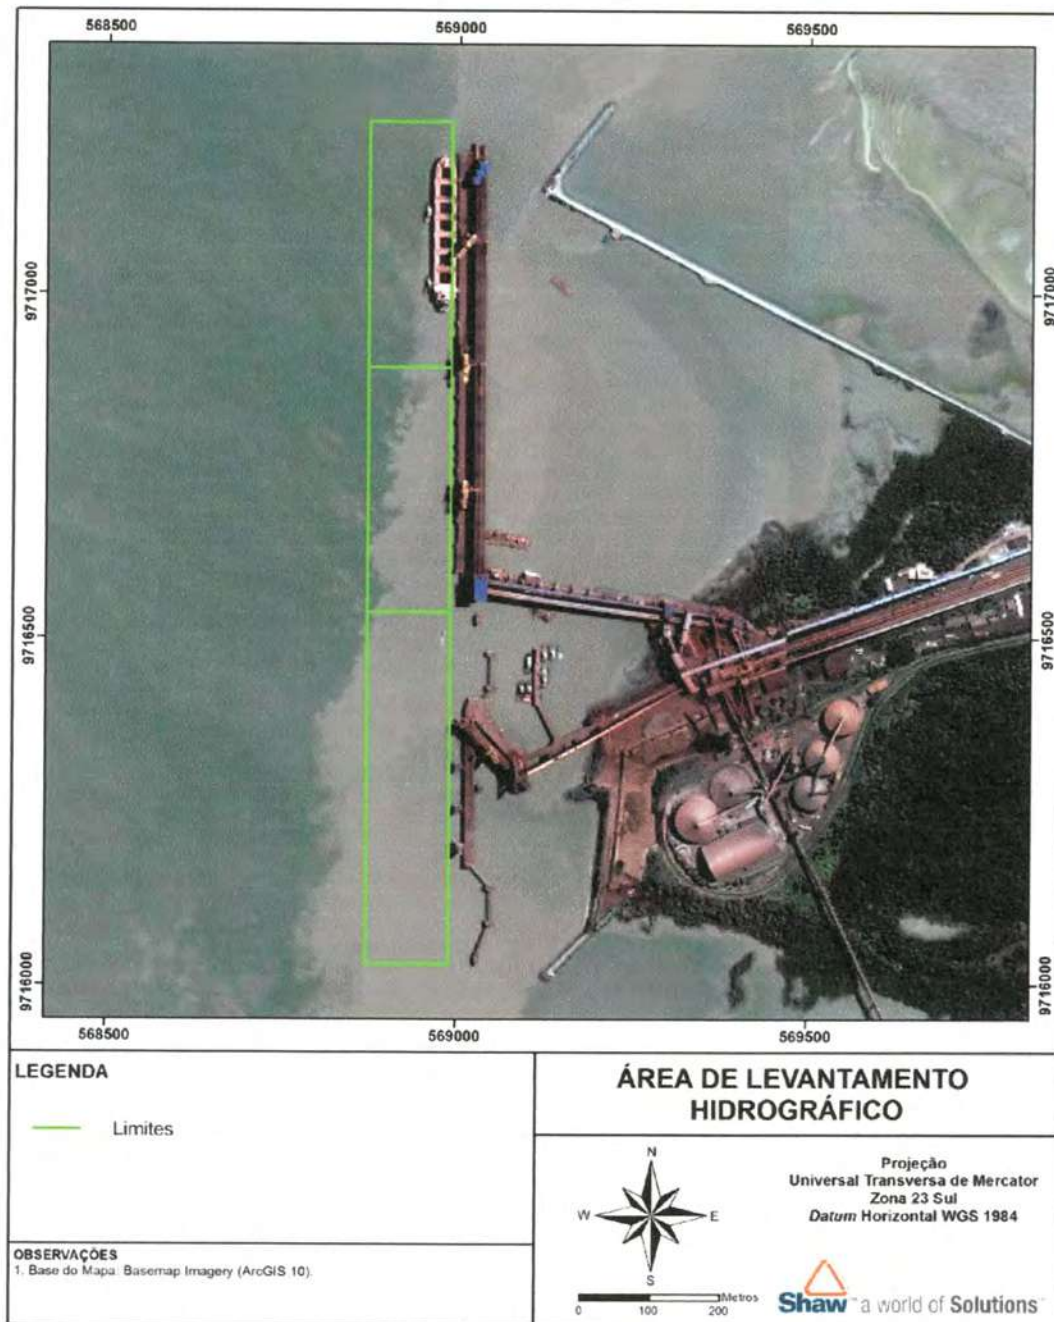 568500 569000 569500
9717000 9717000
9716500 9716500
9716000 9716000
568500 569000 569500
LEGENDA
Limites
OBSERVAÇÕES
1. Base do Mapa: Basemap Imagery (ArcGIS 10).
ÁREA DE LEVANTAMENTO
HIDROGRÁFICO
N
W E
S
Metros
0 100 200
Projeção
Universal Transversa de Mercator
Zona 23 Sul
Datum Horizontal WGS 1984
Shaw™ a world of Solutions™